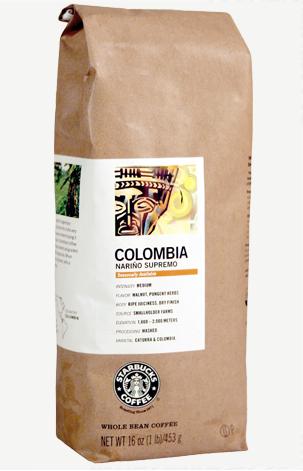 COLOMBIA
NARIÑO SUPREMO
Seasonally Available
INTENSITY MEDIUM
FLAVOR WALNUT, PUNGENT HERBS
BODY RIPE JUICINESS, DRY FINISH
SOURCE SMALLHOLDER FARMS
ELEVATION 1,660 – 2,000 METERS
PROCESSING WASHED
VARIETAL CATURRA & COLOMBIA
STARBUCKS
COFFEE
WHOLE BEAN COFFEE
NET WT 16 oz (1 lb)/453 g